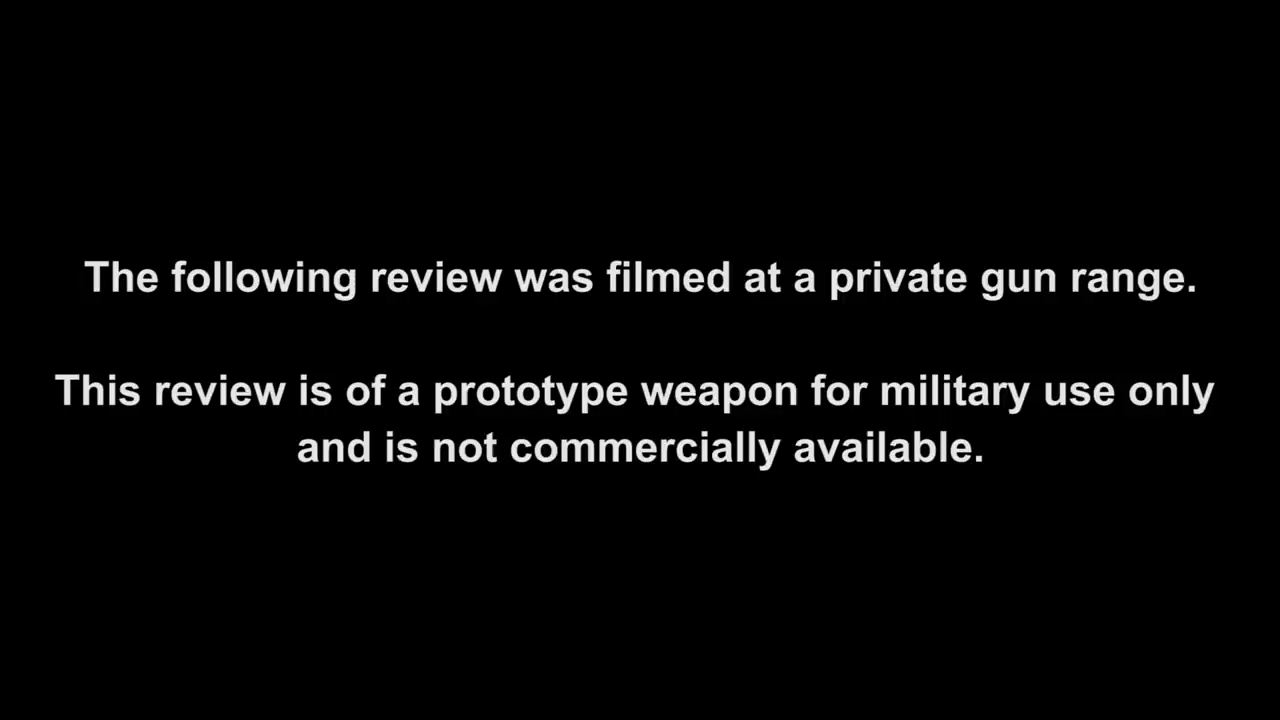 The following review was filmed at a private gun range.
This review is of a prototype weapon for military use only
and is not commercially available.